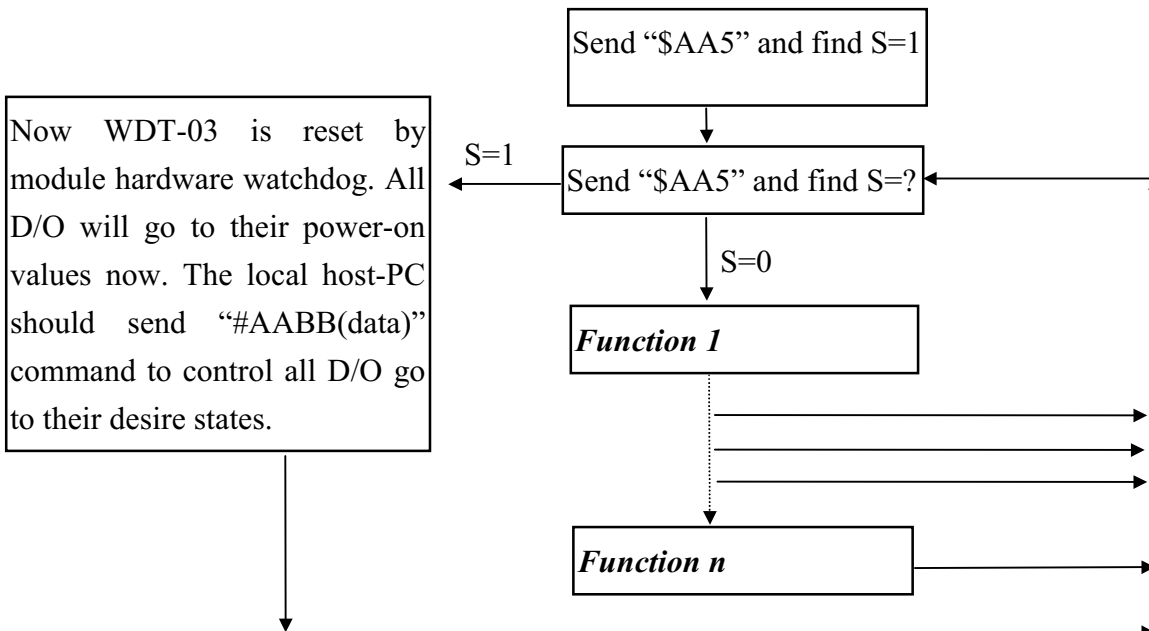 Send “$AA5” and find S=1
Now WDT-03 is reset by
module hardware watchdog. All
D/O will go to their power-on
values now. The local host-PC
should send “#AABB(data)”
command to control all D/O go
to their desire states.
S=1
Send “$AA5” and find S=?
S=0
Function 1
Function n